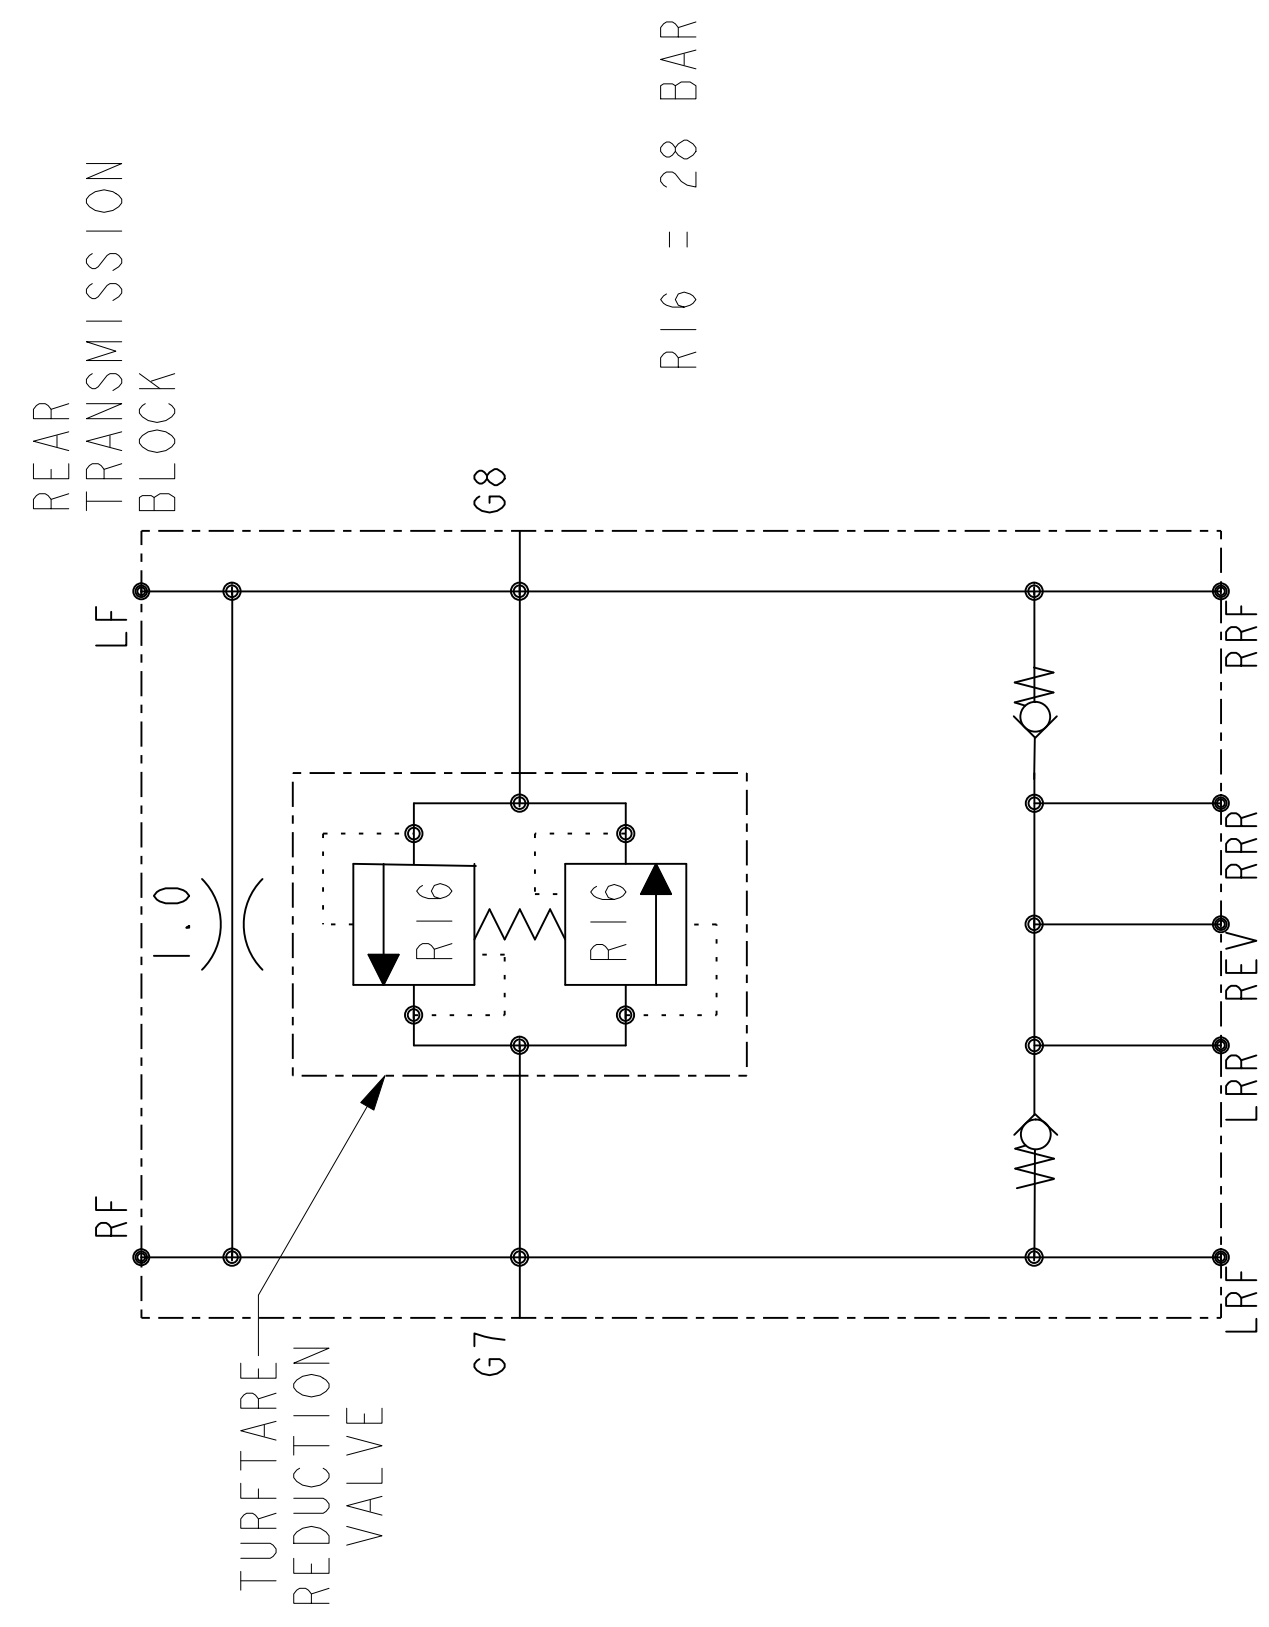 REAR
TRANSMISSION
BLOCK
RF
LF
1.0
TURFTARE
REDUCTION
VALVE
G7
G8
R16
R16
R16 = 28 BAR
LRF
LRR
REV
RRR
RRF